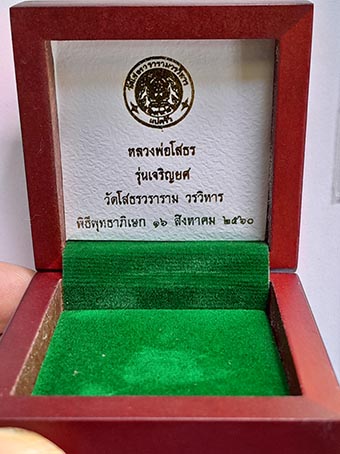 หลวงพ่อโสธร
รุ่นเจริญยศ
วัดโสธรวราราม วรวิหาร
พิธีพุทธาภิเษก ๑๖ สิงหาคม ๒๕๖๐